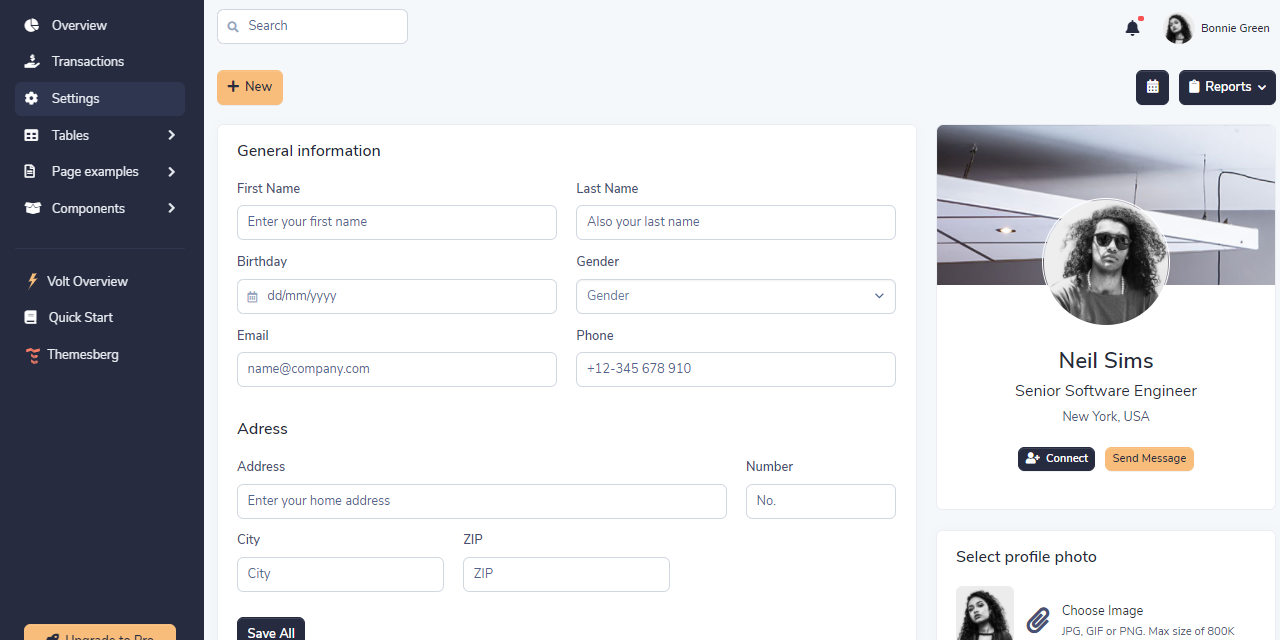 Overview
Transactions
Settings
Tables
Page examples
Components
Volt Overview
Quick Start
Themesberg
Upgrade to Pro
Search
Bonnie Green
New
Reports
General information
First Name
Last Name
Enter your first name
Also your last name
Birthday
Gender
dd/mm/yyyy
Gender
Email
Phone
name@company.com
+12-345 678 910
Adress
Address
Number
Enter your home address
No.
City
ZIP
City
ZIP
Save All
Neil Sims
Senior Software Engineer
New York, USA
Connect
Send Message
Select profile photo
Choose Image
JPG, GIF or PNG. Max size of 800K